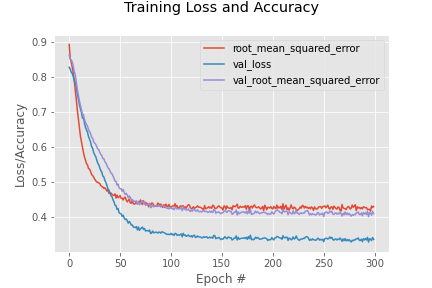 Training Loss and Accuracy
root_mean_squared_error
val_loss
val_root_mean_squared_error
Loss/Accuracy
0.9
0.8
0.7
0.6
0.5
0.4
0 50 100 150 200 250 300
Epoch #